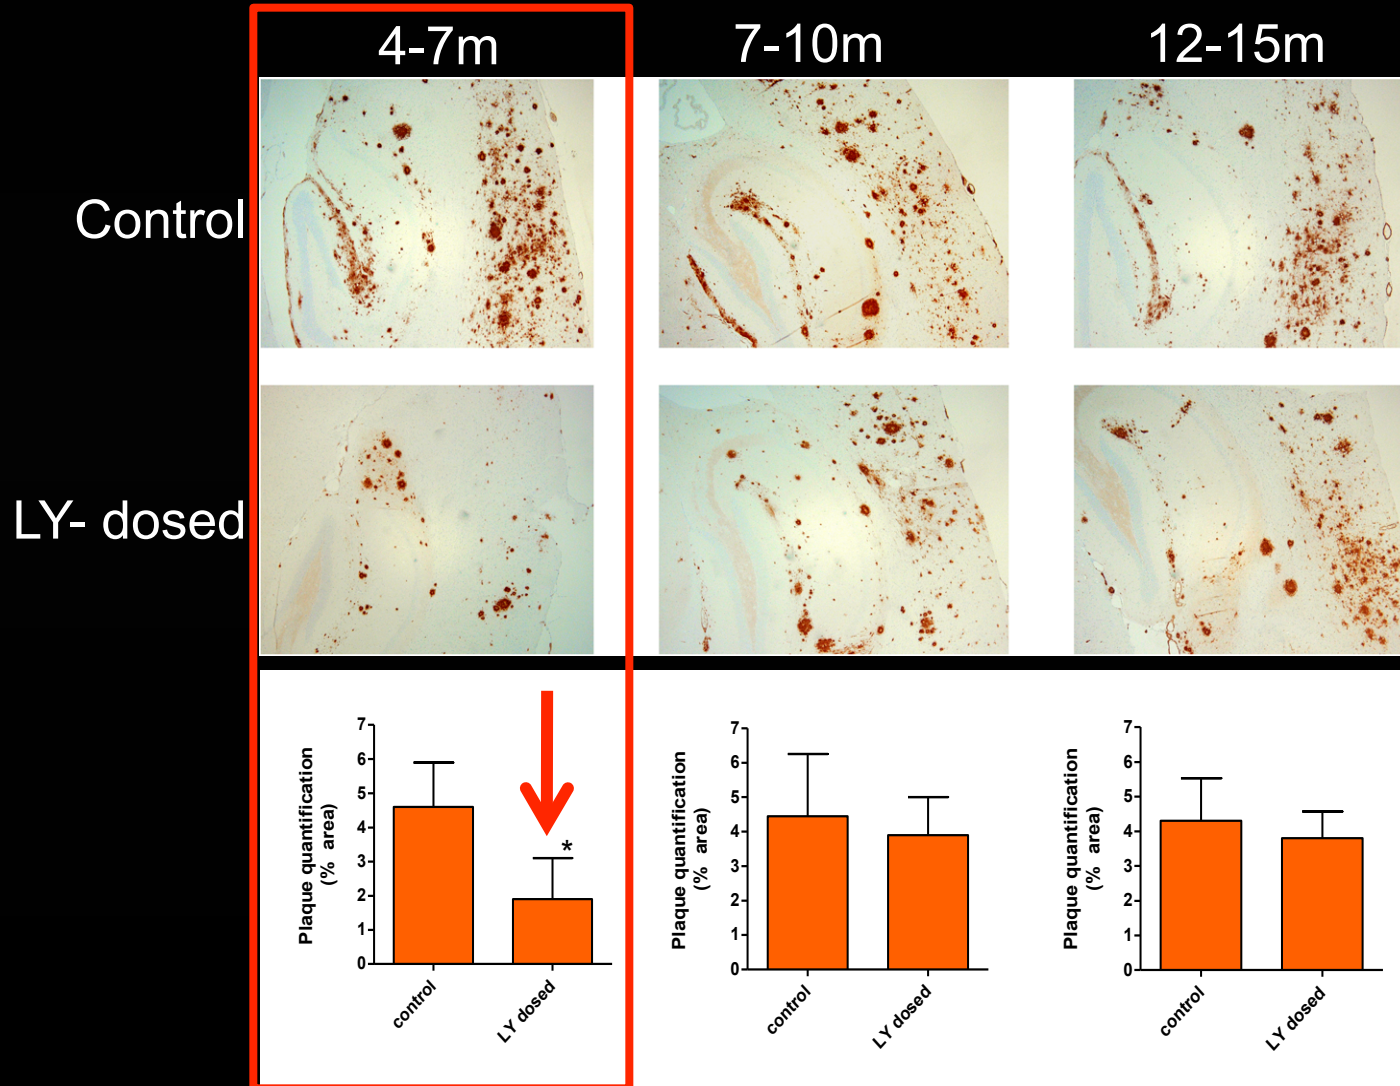 4-7m
7-10m
12-15m
Control
LY- dosed
Plaque quantification
(% area)
7
6
5
4
3
2
1
0
*
control
LY dosed
Plaque quantification
(% area)
7
6
5
4
3
2
1
0
control
LY dosed
Plaque quantification
(% area)
7
6
5
4
3
2
1
0
control
LY dosed